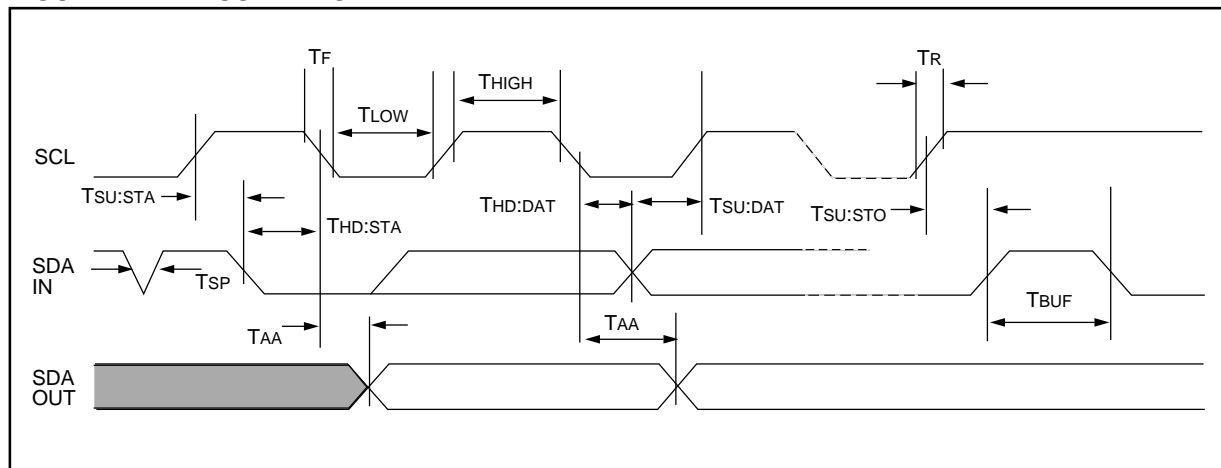 TF
THIGH
TR
TLOW
SCL
TSU:STA
THD:STA
THD:DAT
TSU:DAT
TSU:STO
SDA
IN
TSP
TBUF
TAA
TAA
SDA
OUT